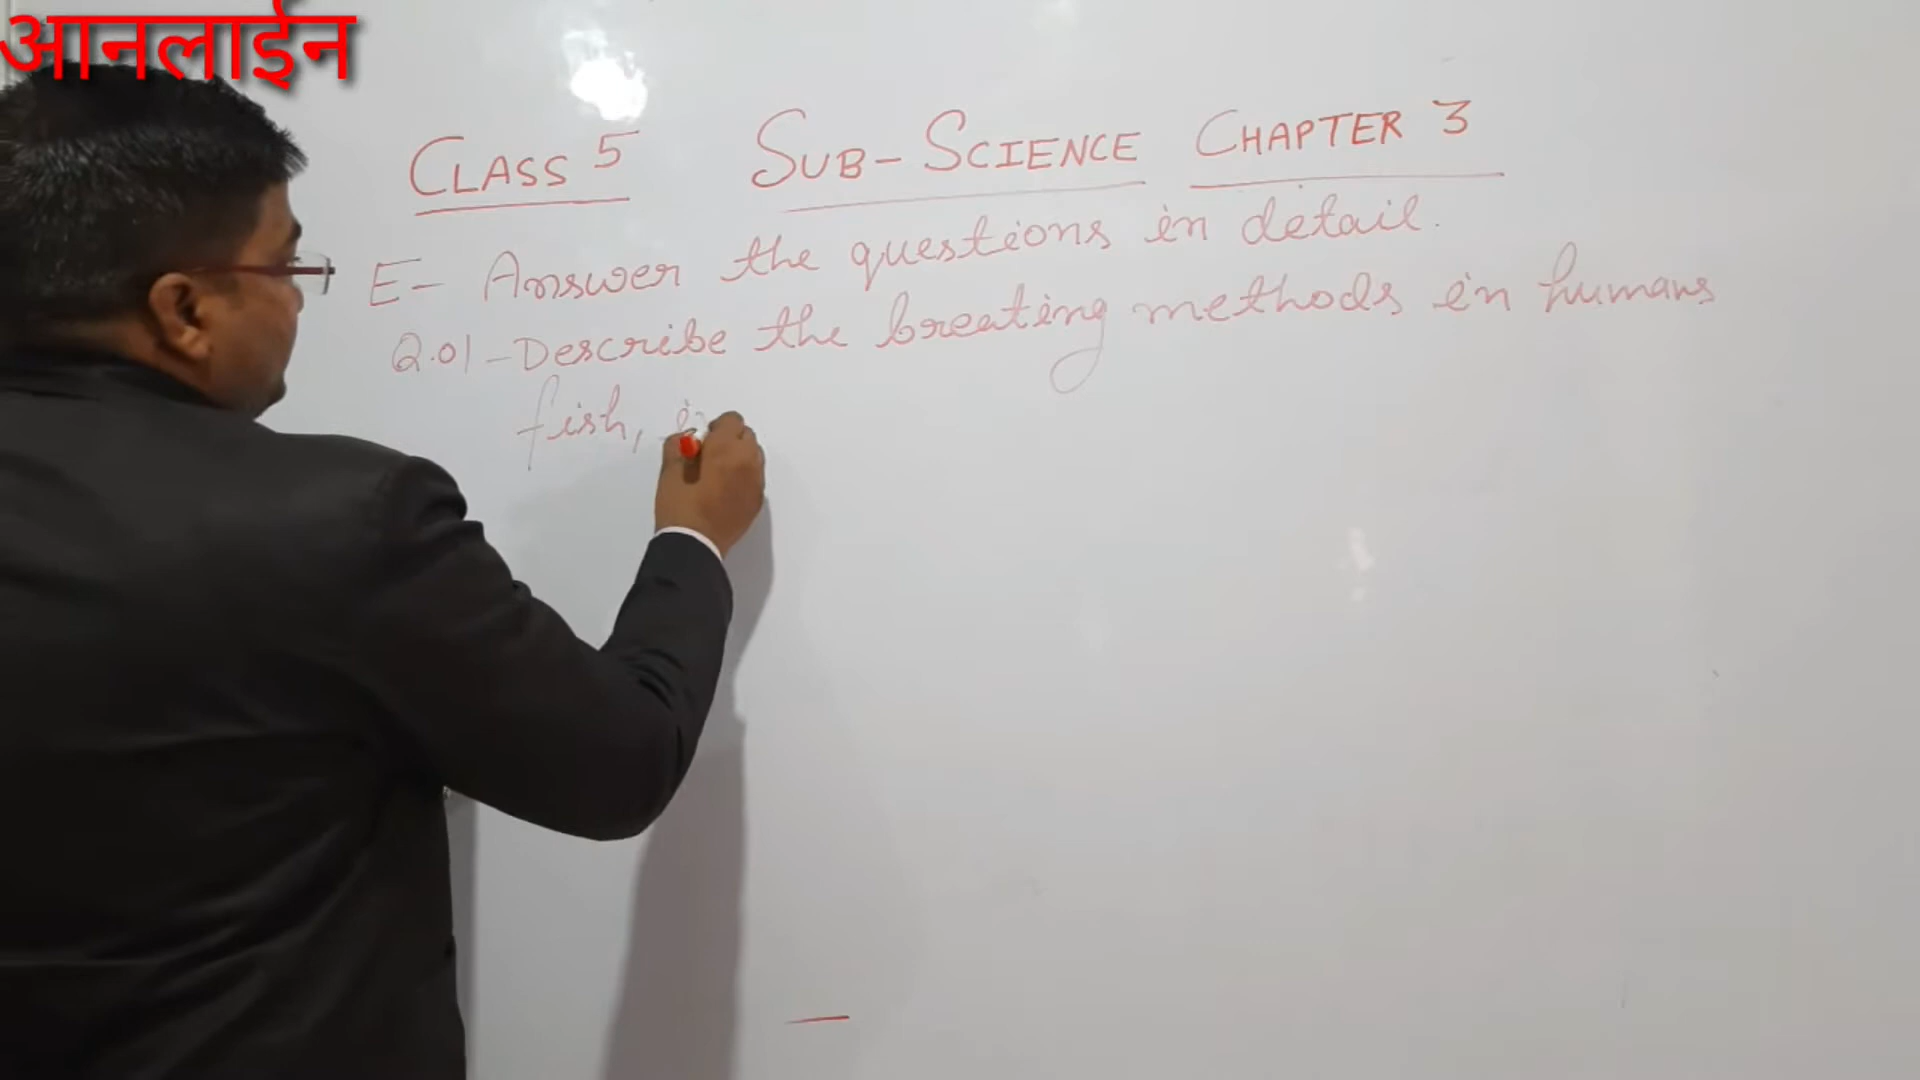 आनलाईन
CLASS 5 SUB-SCIENCE CHAPTER 3
E- Answer the questions in detail.
Q.01-Describe the breating methods in humans
fish,